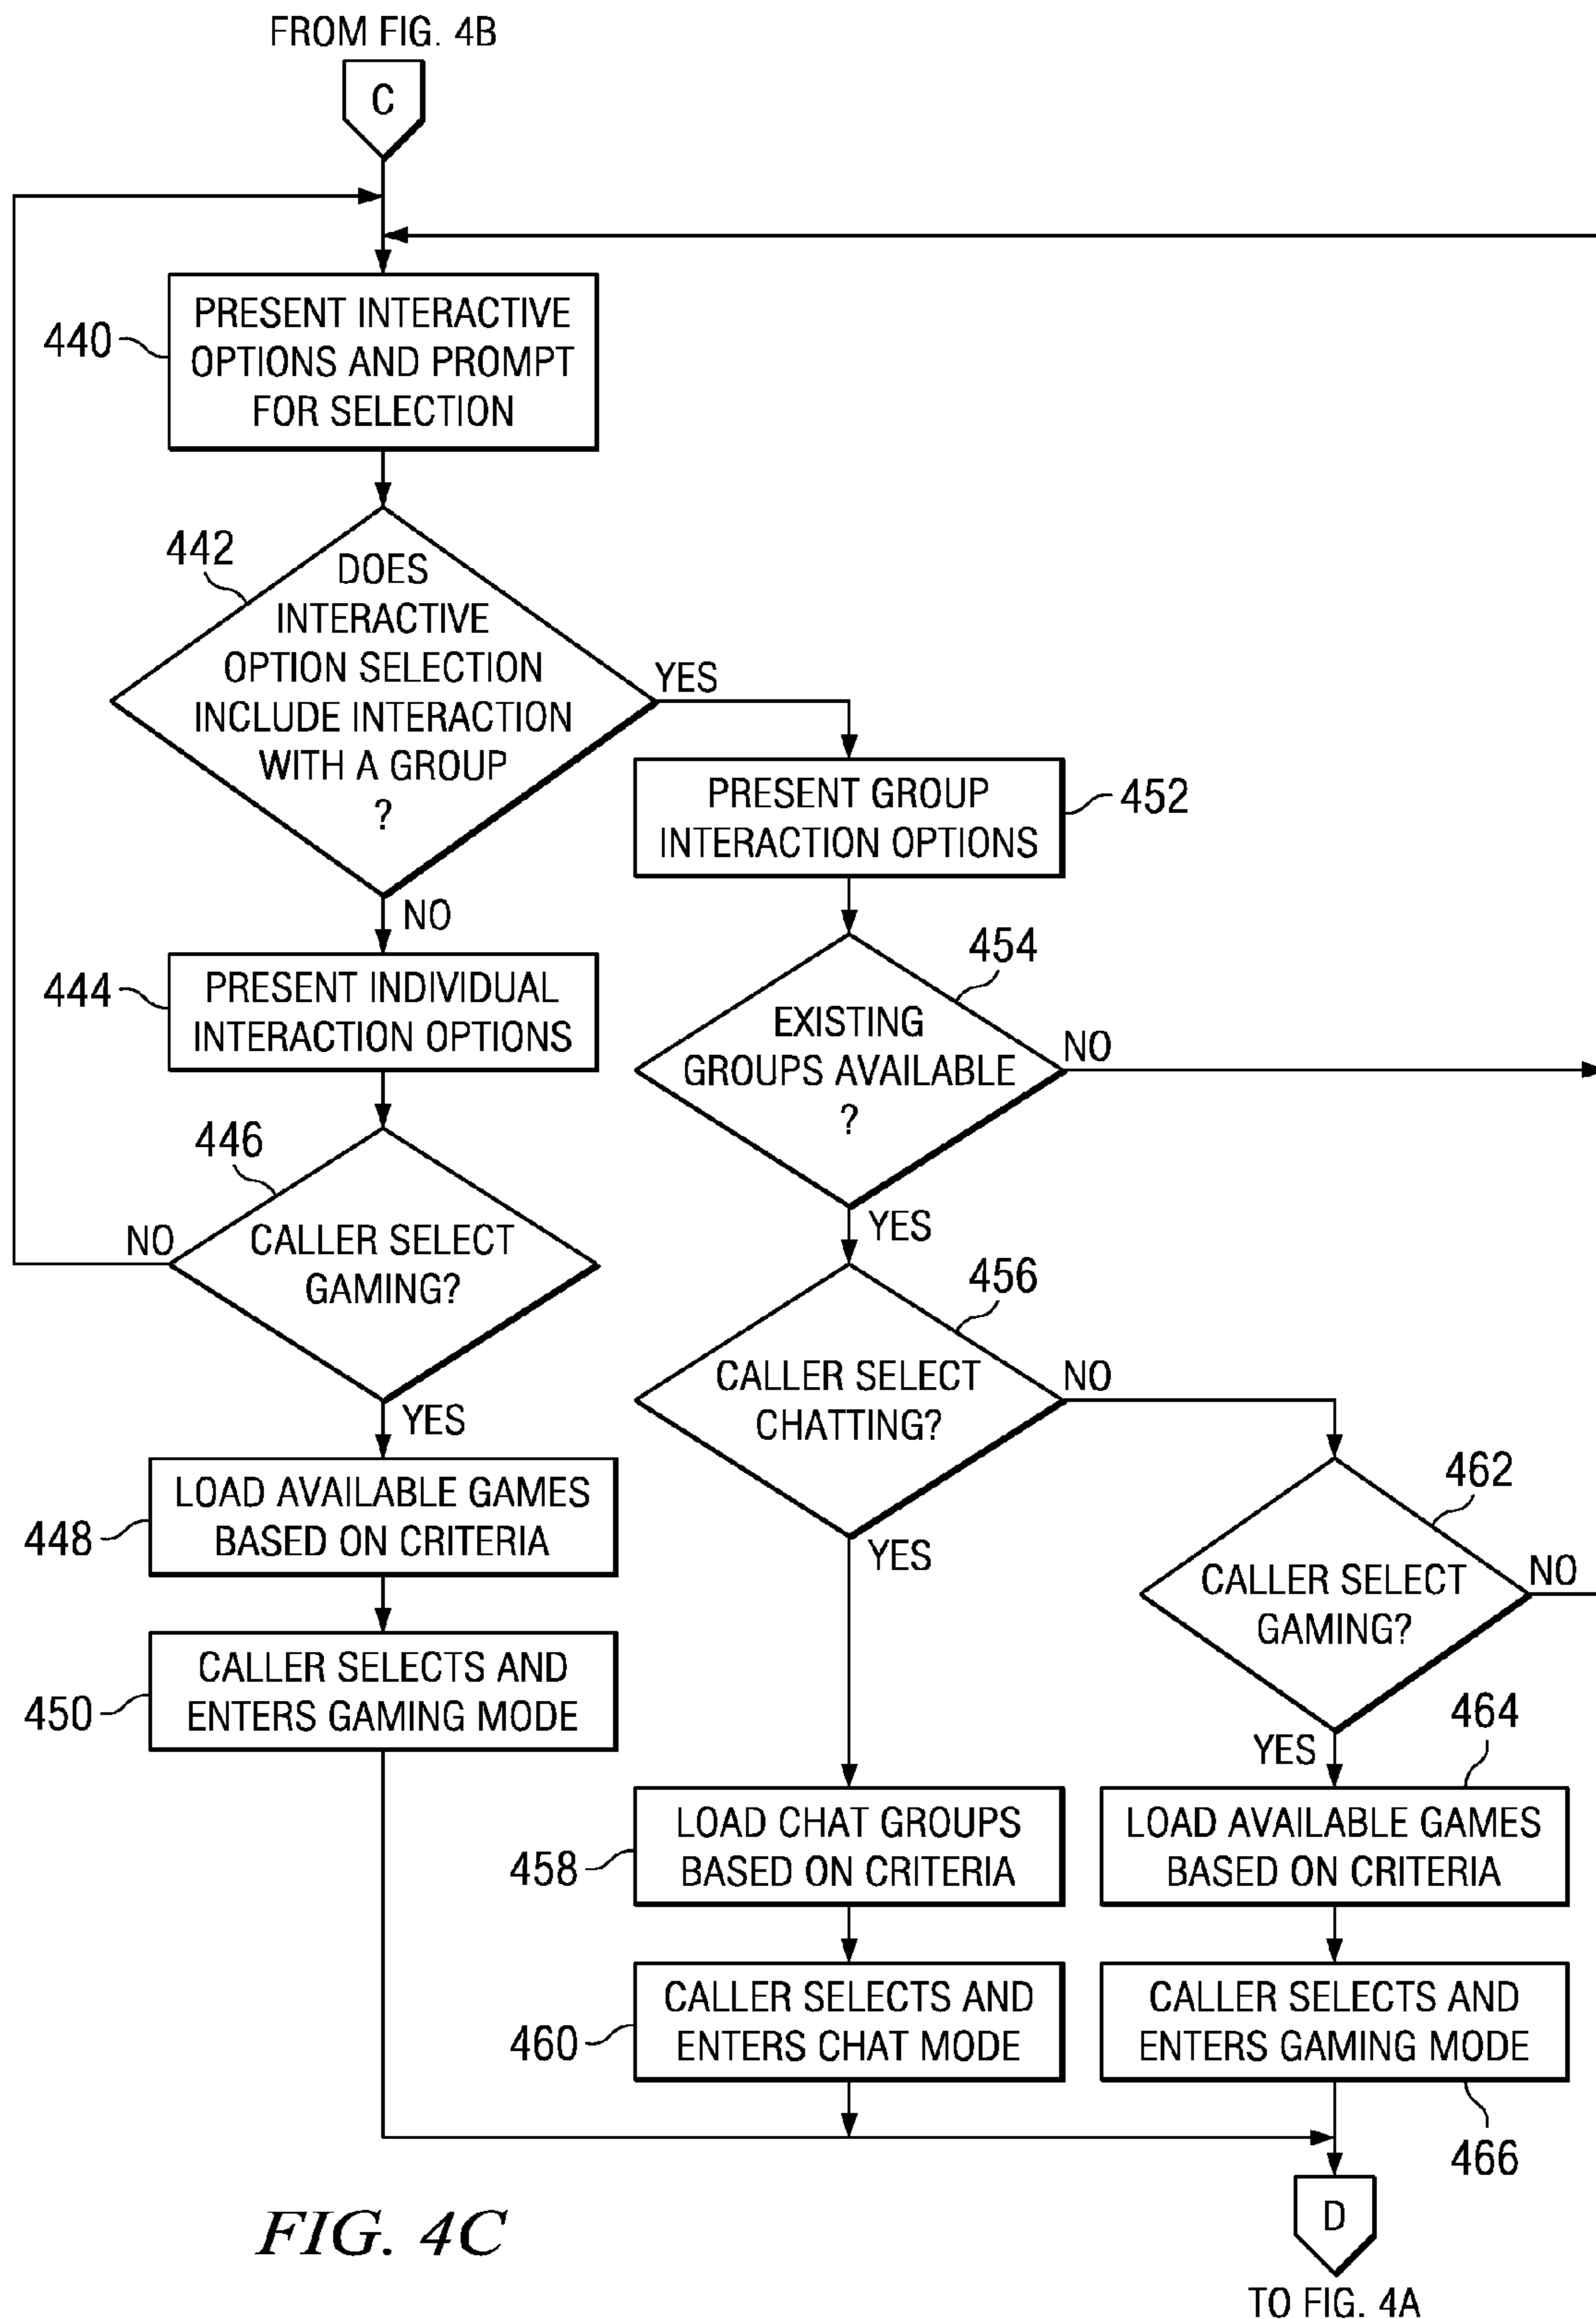 FROM FIG. 4B
C
440
PRESENT INTERACTIVE
OPTIONS AND PROMPT
FOR SELECTION
442
DOES
INTERACTIVE
OPTION SELECTION
INCLUDE INTERACTION
WITH A GROUP
?
YES
NO
444
PRESENT INDIVIDUAL
INTERACTION OPTIONS
446
CALLER SELECT
GAMING?
NO
YES
448
LOAD AVAILABLE GAMES
BASED ON CRITERIA
450
CALLER SELECTS AND
ENTERS GAMING MODE
452
PRESENT GROUP
INTERACTION OPTIONS
454
EXISTING
GROUPS AVAILABLE
?
NO
YES
456
CALLER SELECT
CHATTING?
NO
YES
458
LOAD CHAT GROUPS
BASED ON CRITERIA
460
CALLER SELECTS AND
ENTERS CHAT MODE
462
CALLER SELECT
GAMING?
NO
YES
464
LOAD AVAILABLE GAMES
BASED ON CRITERIA
CALLER SELECTS AND
ENTERS GAMING MODE
466
D
TO FIG. 4A
FIG. 4C